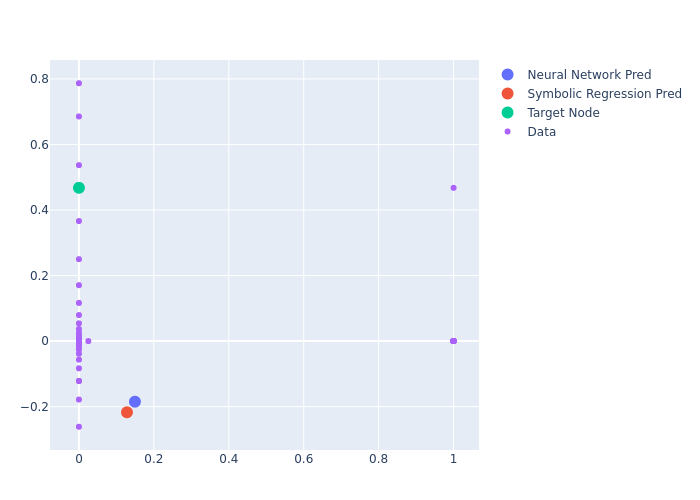 Neural Network Pred
Symbolic Regression Pred
Target Node
Data
0.8
0.6
0.4
0.2
0
−0.2
0 0.2 0.4 0.6 0.8 1